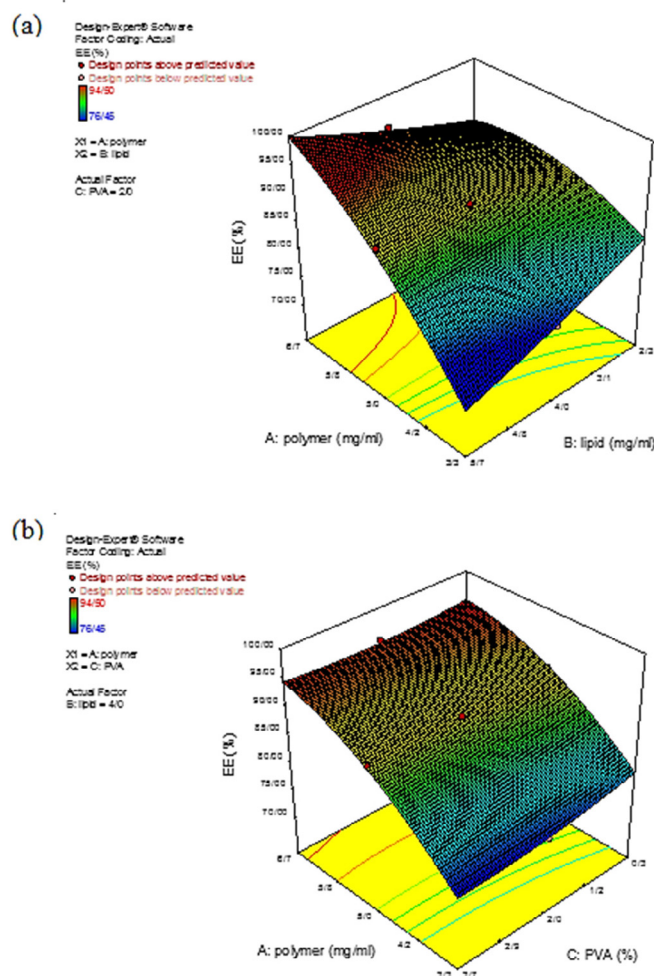 (a)
Design-Expert® Software
Factor Coding: Actual
EE(%)
Design points above predicted value
Design points below predicted value
94/90
76/45
X1 = A: polymer
X2 = B: lipid
Actual Factor
C: PVA = 2/0
100/00
95/00
90/00
85/00
80/00
75/00
70/00
EE(%)
6/7
5/8
5/0
4/2
3/3
A: polymer (mg/ml)
5/7
4/8
4/0
3/1
2/3
B: lipid (mg/ml)
(b)
Design-Expert® Software
Factor Coding: Actual
EE(%)
Design points above predicted value
Design points below predicted value
94/90
76/45
X1 = A: polymer
X2 = C: PVA
Actual Factor
B: lipid = 4/0
100/00
95/00
90/00
85/00
80/00
75/00
70/00
EE(%)
6/7
5/8
5/0
4/2
A: polymer (mg/ml)
2/0
1/2
0/3
C: PVA (%)